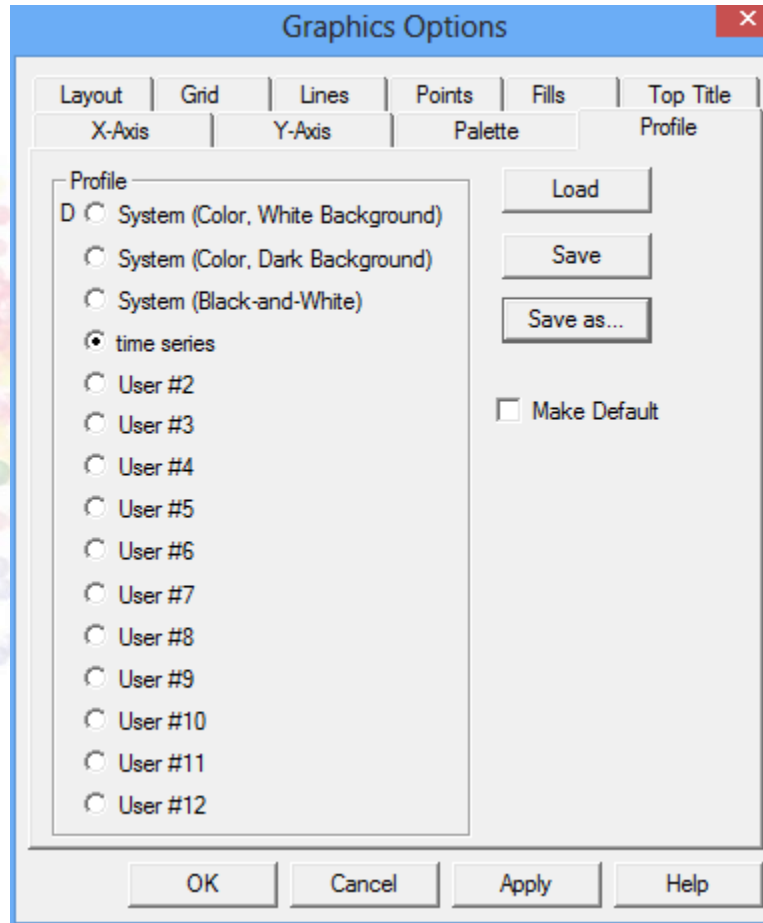 Graphics Options
Layout Grid Lines Points Fills Top Title
X-Axis Y-Axis Palette Profile
Profile
D System (Color, White Background)
System (Color, Dark Background)
System (Black-and-White)
time series
User #2
User #3
User #4
User #5
User #6
User #7
User #8
User #9
User #10
User #11
User #12
Load
Save
Save as...
Make Default
OK Cancel Apply Help